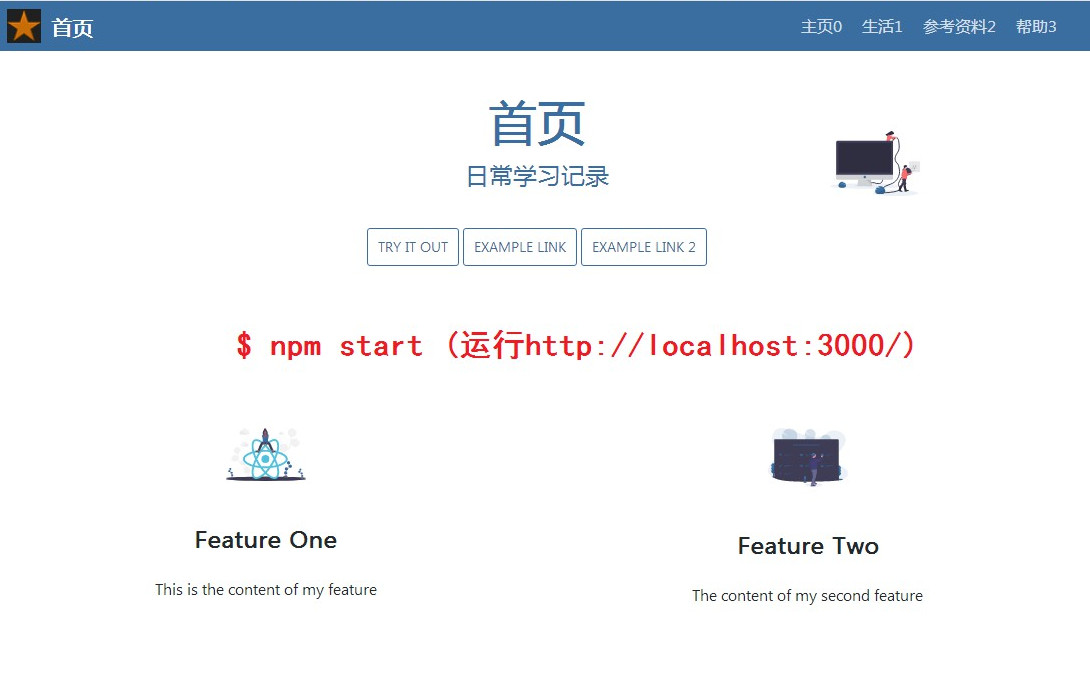 首页
主页0 生活1 参考资料2 帮助3
首页
日常学习记录
TRY IT OUT EXAMPLE LINK EXAMPLE LINK 2
$ npm start (运行http://localhost:3000/)
Feature One
This is the content of my feature
Feature Two
The content of my second feature